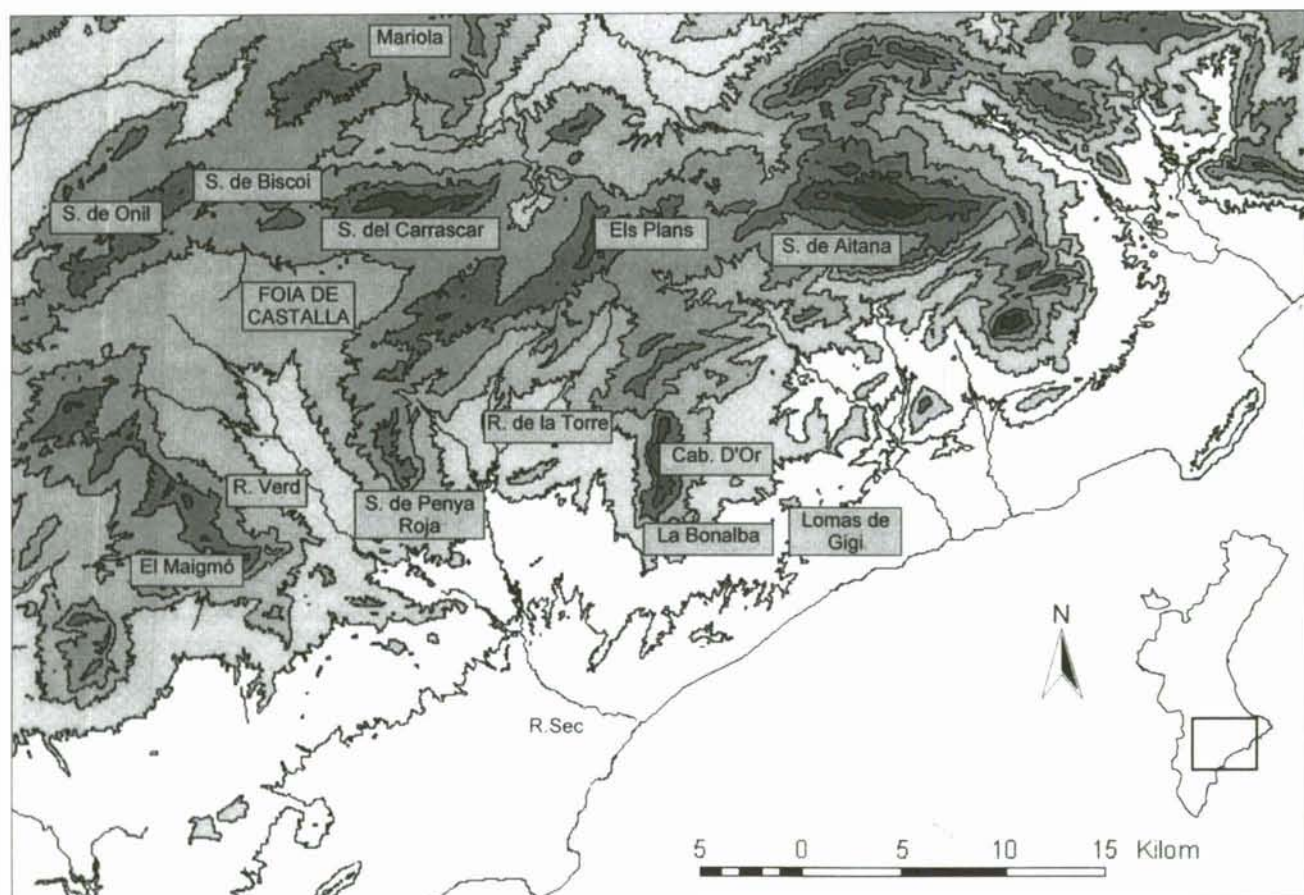 Mariola
S. de Biscoi
S. de Onil
S. del Carrascar
Els Plans
S. de Aitana
FOIA DE
CASTALLA
R. de la Torre
Cab. D'Or
R. Verd
S. de Penya
Roja
La Bonalba
Lomas de
Gigi
El Maigmó
N
R.Sec
5 0 5 10 15 Kilom